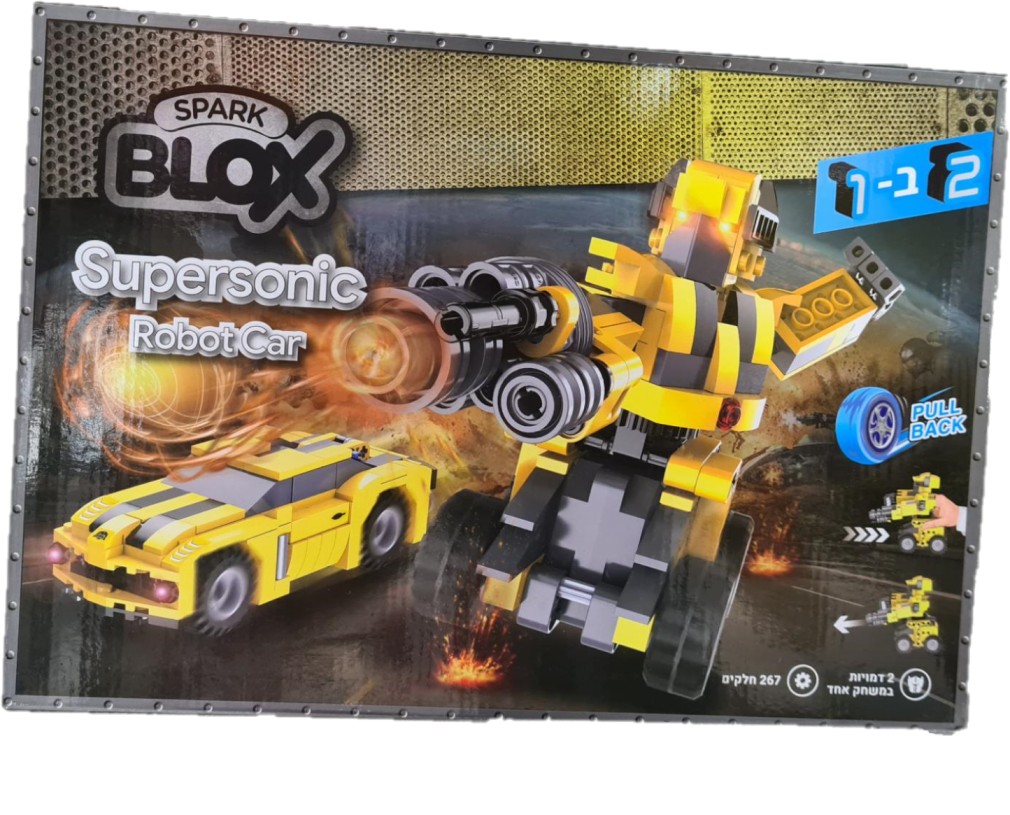 SPARK
BLOX
2 ב-1
Supersonic
Robot Car
PULL
BACK
267 חלקים
2 דמויות
במשחק אחד